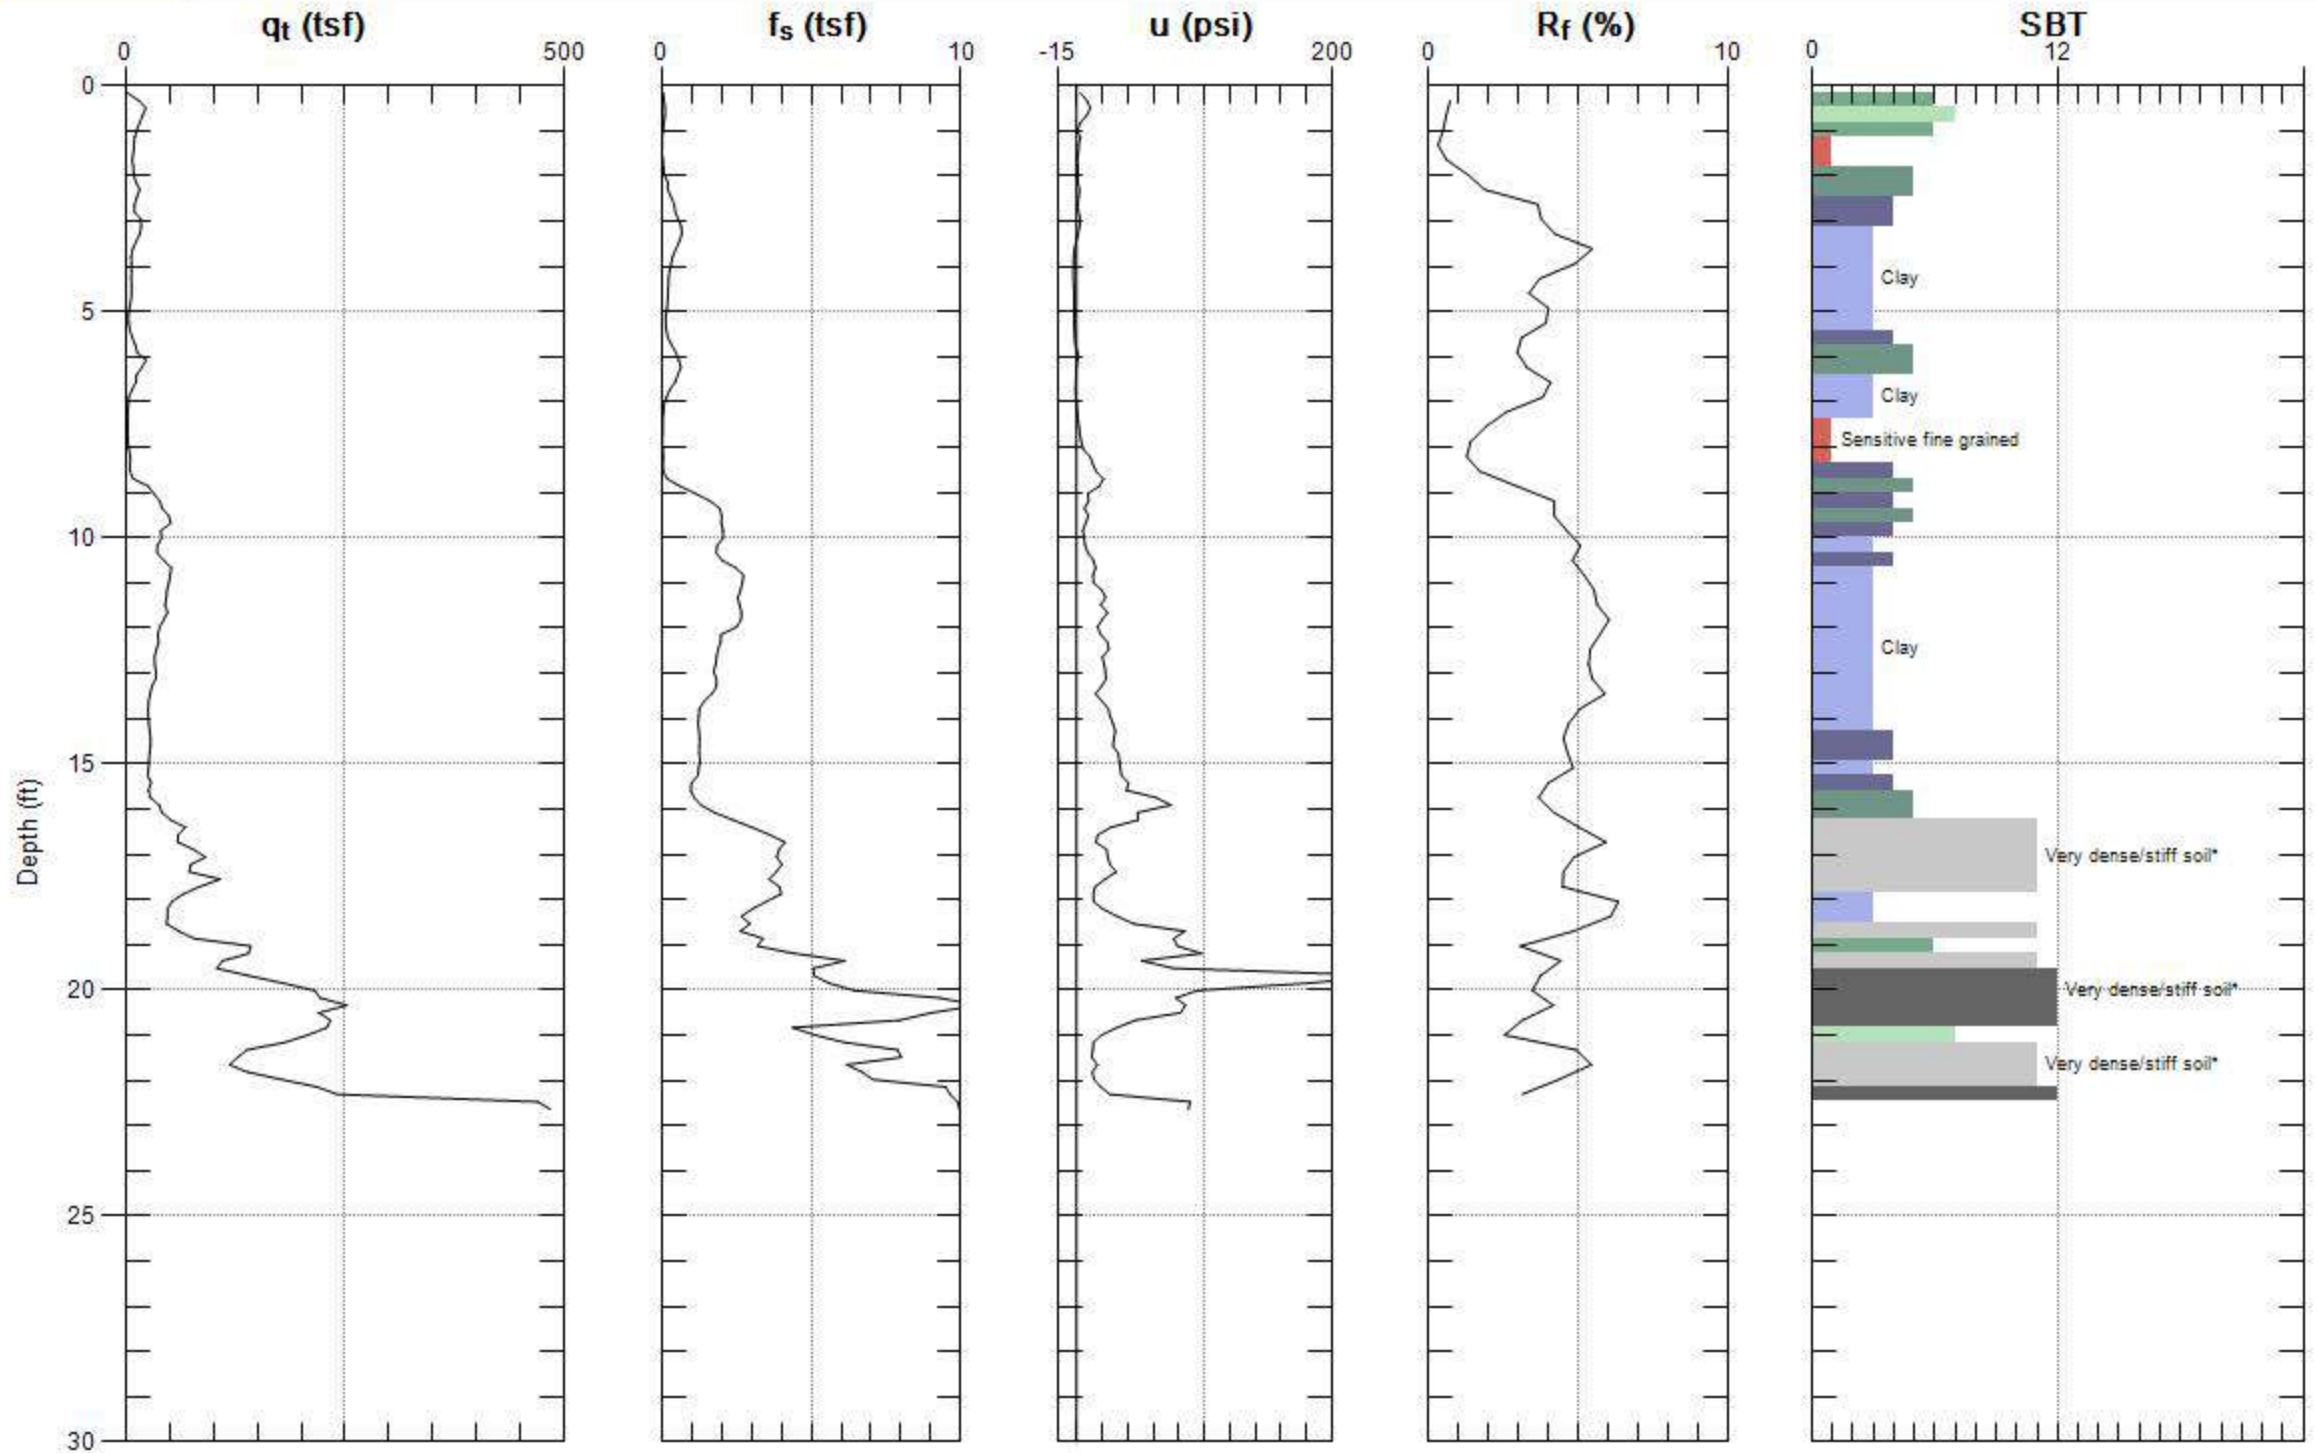 qt (tsf) fs (tsf) u (psi) Rf (%) SBT
0 500 0 10 -15 200 0 10 0 12
0
Clay
5
Clay
Sensitive fine grained
10
Clay
15
Depth (ft)
Very dense/stiff soil*
20 Very dense/stiff soil*
Very dense/stiff soil*
25
30